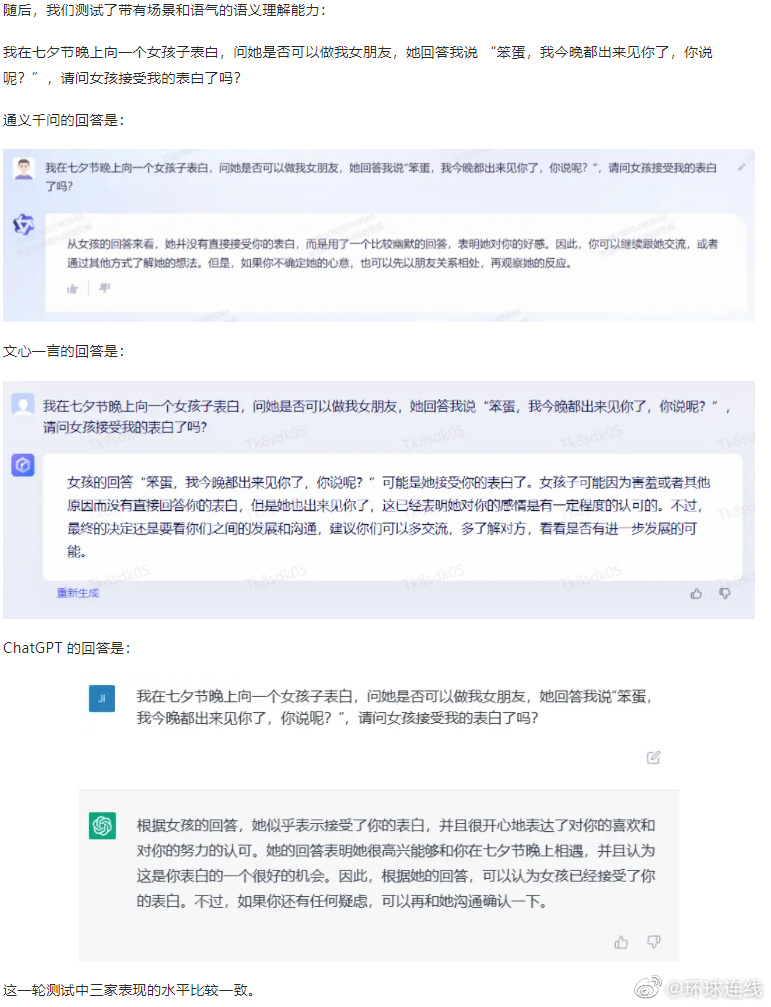 随后，我们测试了带有场景和语气的语义理解能力：
我在七夕节晚上向一个女孩子表白，问她是否可以做我女朋友，她回答我说 “笨蛋，我今晚都出来见你了，你说
呢？”，请问女孩接受我的表白了吗？
通义千问的回答是：
我在七夕节晚上向一个女孩子表白，问她是否可以做我女朋友，她回答我说“笨蛋，我今晚都出来见你了，你说呢？“，请问女孩接受我的表白
了吗？
从女孩的回答来看，她并没有直接接受你的表白，而是用了一个比较幽默的回答，表明她对你的好感。因此，你可以继续跟她交流，或者
通过其他方式了解她的想法。但是，如果你不确定她的心意，也可以先以朋友关系相处，再观察她的反应。
文心一言的回答是：
我在七夕节晚上向一个女孩子表白，问她是否可以做我女朋友，她回答我说“笨蛋，我今晚都出来见你了，你说呢？“，
请问女孩接受我的表白了吗？
女孩的回答“笨蛋，我今晚都出来见你了，你说呢？”可能是她接受你的表白了。女孩子可能因为害羞或者其他
原因而没有直接回答你的表白，但是她也出来见你了，这已经表明她对你的感情是有一定程度的认可的。不过，
最终的决定还是要看你们之间的发展和沟通，建议你们可以多交流，多了解对方，看看是否有进一步发展的可
能。
Tk8sdk0S
重新生成
ChatGPT 的回答是：
JI
我在七夕节晚上向一个女孩子表白，问她是否可以做我女朋友，她回答我说“笨蛋，
我今晚都出来见你了，你说呢？“，请问女孩接受我的表白了吗？
根据女孩的回答，她似乎表示接受了你的表白，并且很开心地表达了对你的喜欢和
对你的努力的认可。她的回答表明她很高兴能够和你在七夕节晚上相遇，并且认为
这是你表白的一个很好的机会。因此，根据她的回答，可以认为女孩已经接受了你
的表白。不过，如果你还有任何疑虑，可以再和她沟通确认一下。
这一轮测试中三家表现的水平比较一致。
@环球连线